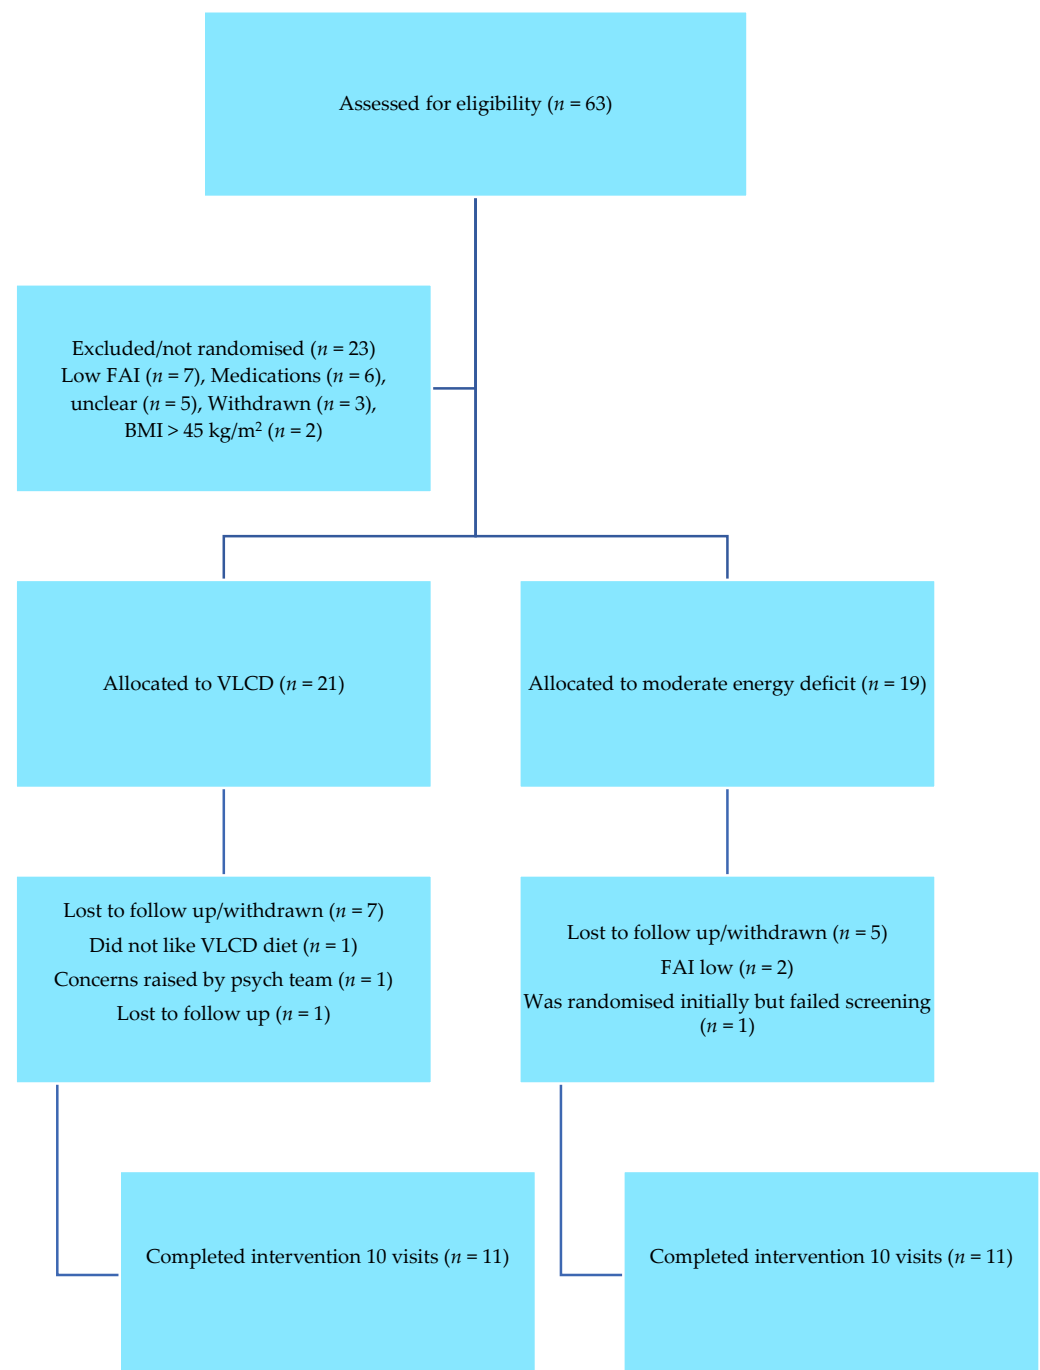 Assessed for eligibility (n = 63)
Excluded/not randomised (n = 23)
Low FAI (n = 7), Medications (n = 6),
unclear (n = 5), Withdrawn (n = 3),
BMI > 45 kg/m² (n = 2)
Allocated to VLCD (n = 21)
Allocated to moderate energy deficit (n = 19)
Lost to follow up/withdrawn (n = 7)
Did not like VLCD diet (n = 1)
Concerns raised by psych team (n = 1)
Lost to follow up (n = 1)
Lost to follow up/withdrawn (n = 5)
FAI low (n = 2)
Was randomised initially but failed screening
(n = 1)
Completed intervention 10 visits (n = 11)
Completed intervention 10 visits (n = 11)